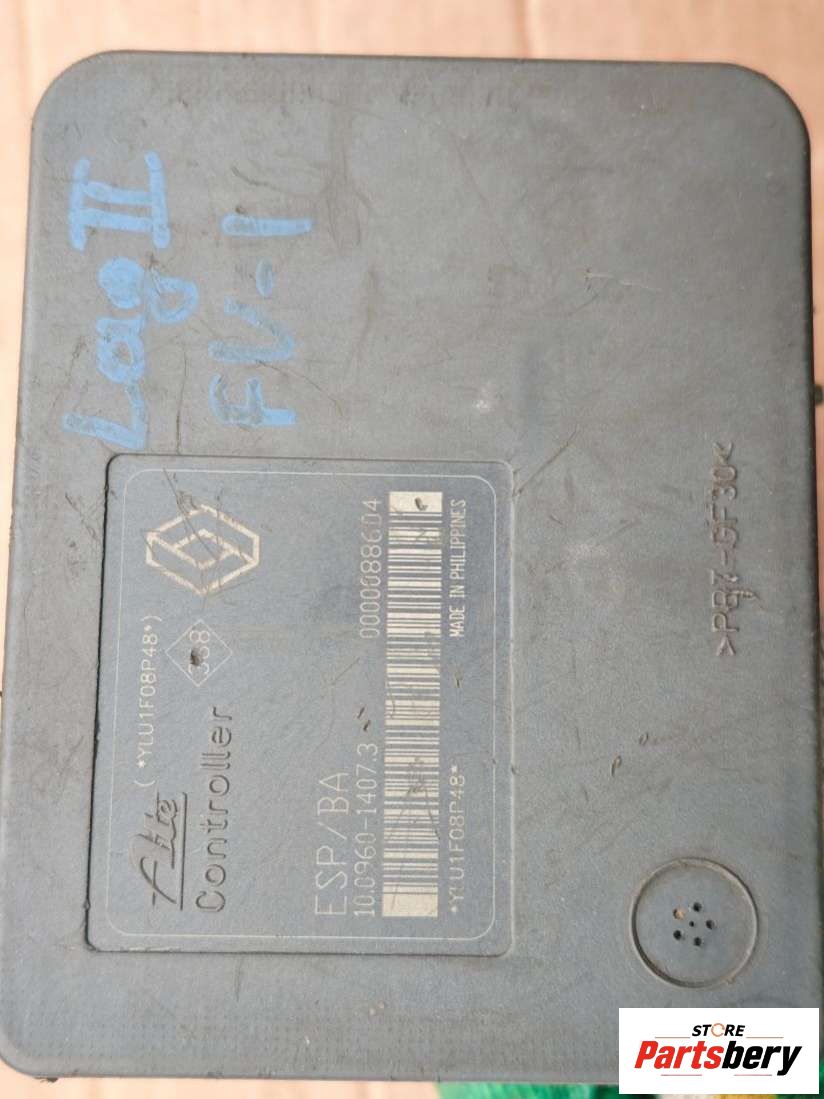 Lag II
FV-1
Ate
Controller
(*YLU1F08P48*)
ESP/BA
10.0960-1407.3
0000088604
*YLU1F08P48*
MADE IN PHILIPPINES
>PBT-GF30<
STORE
Partsbery